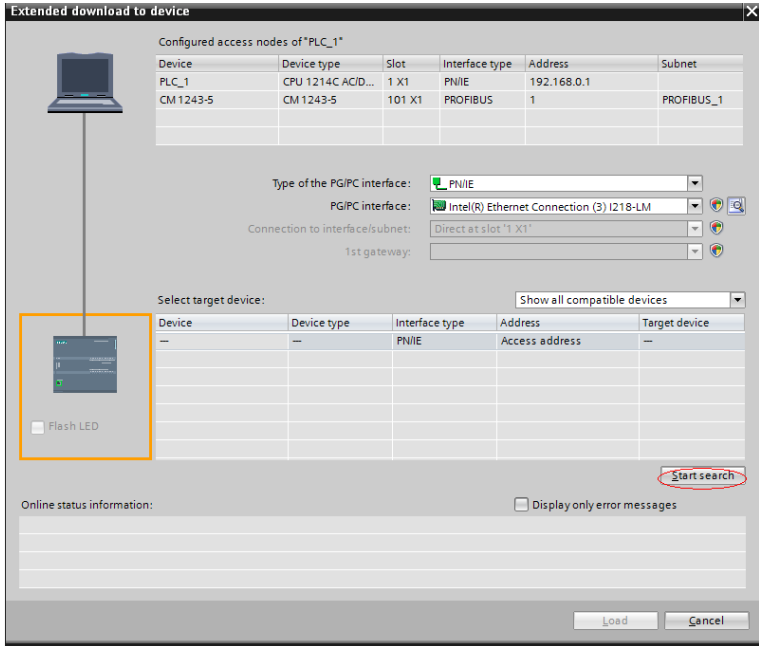 Extended download to device
Configured access nodes of "PLC_1"
Device Device type Slot Interface type Address Subnet
PLC_1 CPU 1214C AC/D... 1 X1 PN/IE 192.168.0.1
CM 1243-5 CM 1243-5 101 X1 PROFIBUS 1 PROFIBUS_1
Type of the PG/PC interface: PN/IE
PG/PC interface: Intel(R) Ethernet Connection (3) I218-LM
Connection to interface/subnet: Direct at slot '1 X1'
1st gateway:
Select target device: Show all compatible devices
Device Device type Interface type Address Target device
— — PN/IE Access address —
Flash LED
Start search
Online status information: Display only error messages
Load Cancel